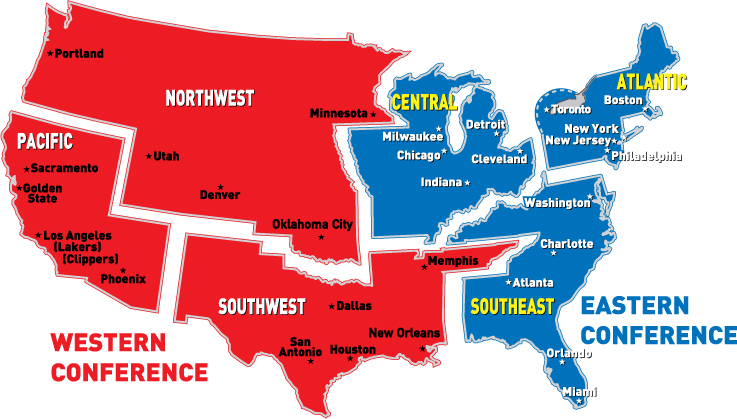 Portland
NORTHWEST
Minnesota
Utah
Denver
Oklahoma City
PACIFIC
Sacramento
Golden
State
Los Angeles
(Lakers)
(Clippers)
Phoenix
SOUTHWEST
Memphis
Dallas
New Orleans
San
Antonio
Houston
WESTERN
CONFERENCE
CENTRAL
Milwaukee
Detroit
Chicago
Cleveland
Indiana
ATLANTIC
Boston
Toronto
New York
New Jersey
Philadelphia
Washington
Charlotte
Atlanta
SOUTHEAST
Orlando
Miami
EASTERN
CONFERENCE